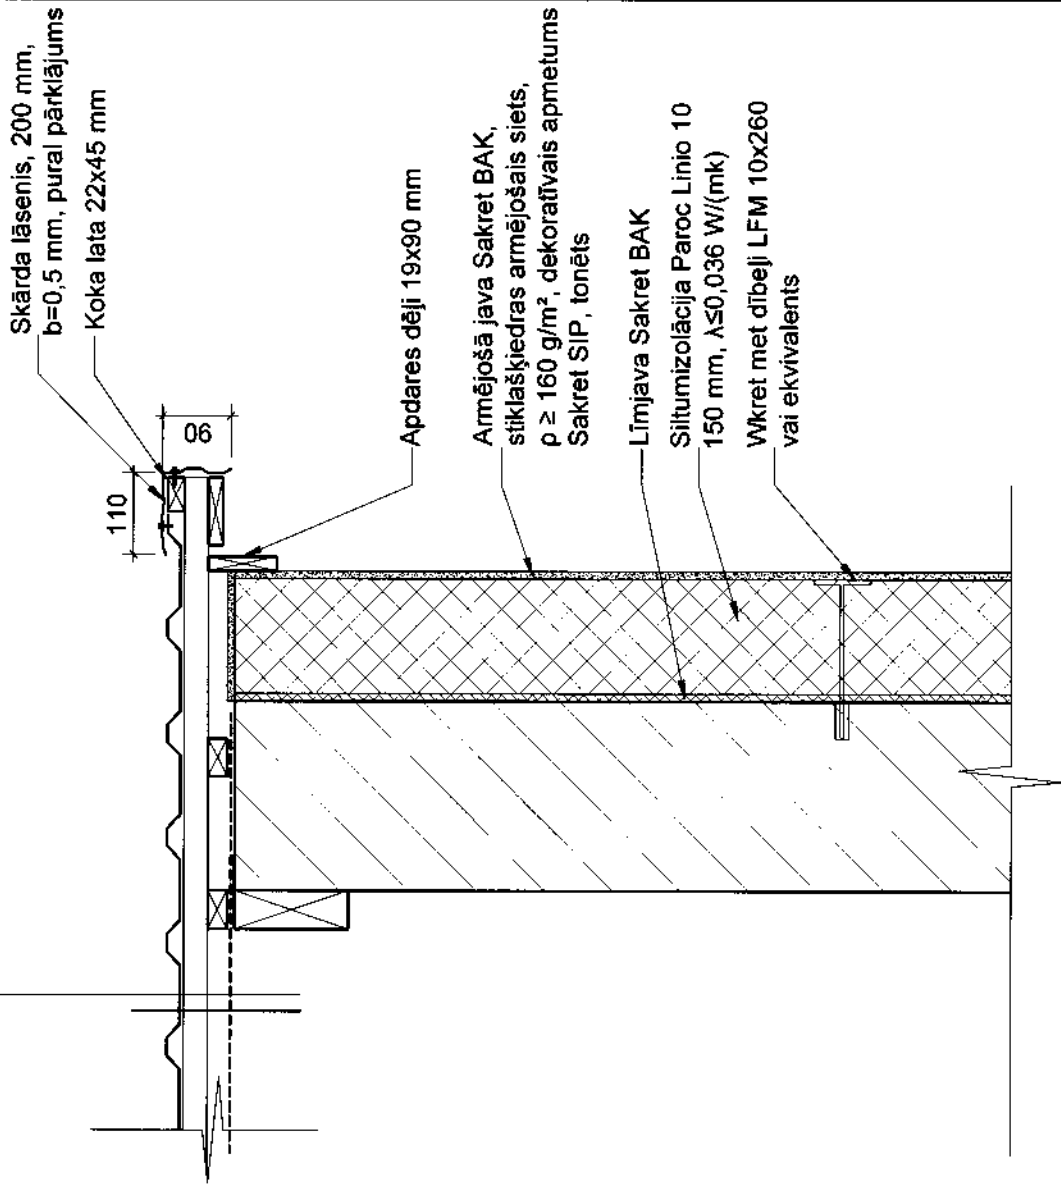 Skārda lāsenis, 200 mm,
b=0,5 mm, pural pārklājums
Koka lata 22x45 mm
110
90
Apdares dēļi 19x90 mm
Armējošā java Sakret BAK,
stiklašķiedras armējošais siets,
ρ ≥ 160 g/m², dekoratīvais apmetums
Sakret SIP, tonēts
Līmjava Sakret BAK
Siltumizolācija Paroc Linio 10
150 mm, λ≤0,036 W/(mk)
Wkret met dībeļi LFM 10x260
vai ekvivalents